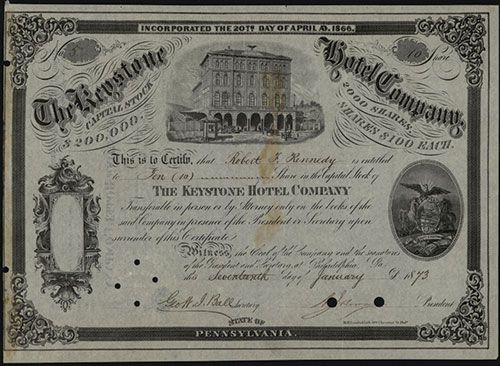 INCORPORATED THE 20TH DAY OF APRIL AD. 1866.
The Keystone Hotel Company,
CAPITAL STOCK
$200,000.
2000 SHARES.
SHARES $100 EACH.
No.
10 Share
This is to Certify, that Robert F. Kennedy is entitled
to Ten (10) Share in the Capital Stock of
THE KEYSTONE HOTEL COMPANY
Transferable in person or by Attorney only on the books of the
said Company in presence of the President or Secretary upon
surrender of this Certificate.
Witness, the Seal of the Company and the signatures
of the President and Secretary, at Philadelphia, Pa.
this Seventeenth day of January AD 1873
Geo. W. J. Ball Secretary
President
STATE OF
PENNSYLVANIA.